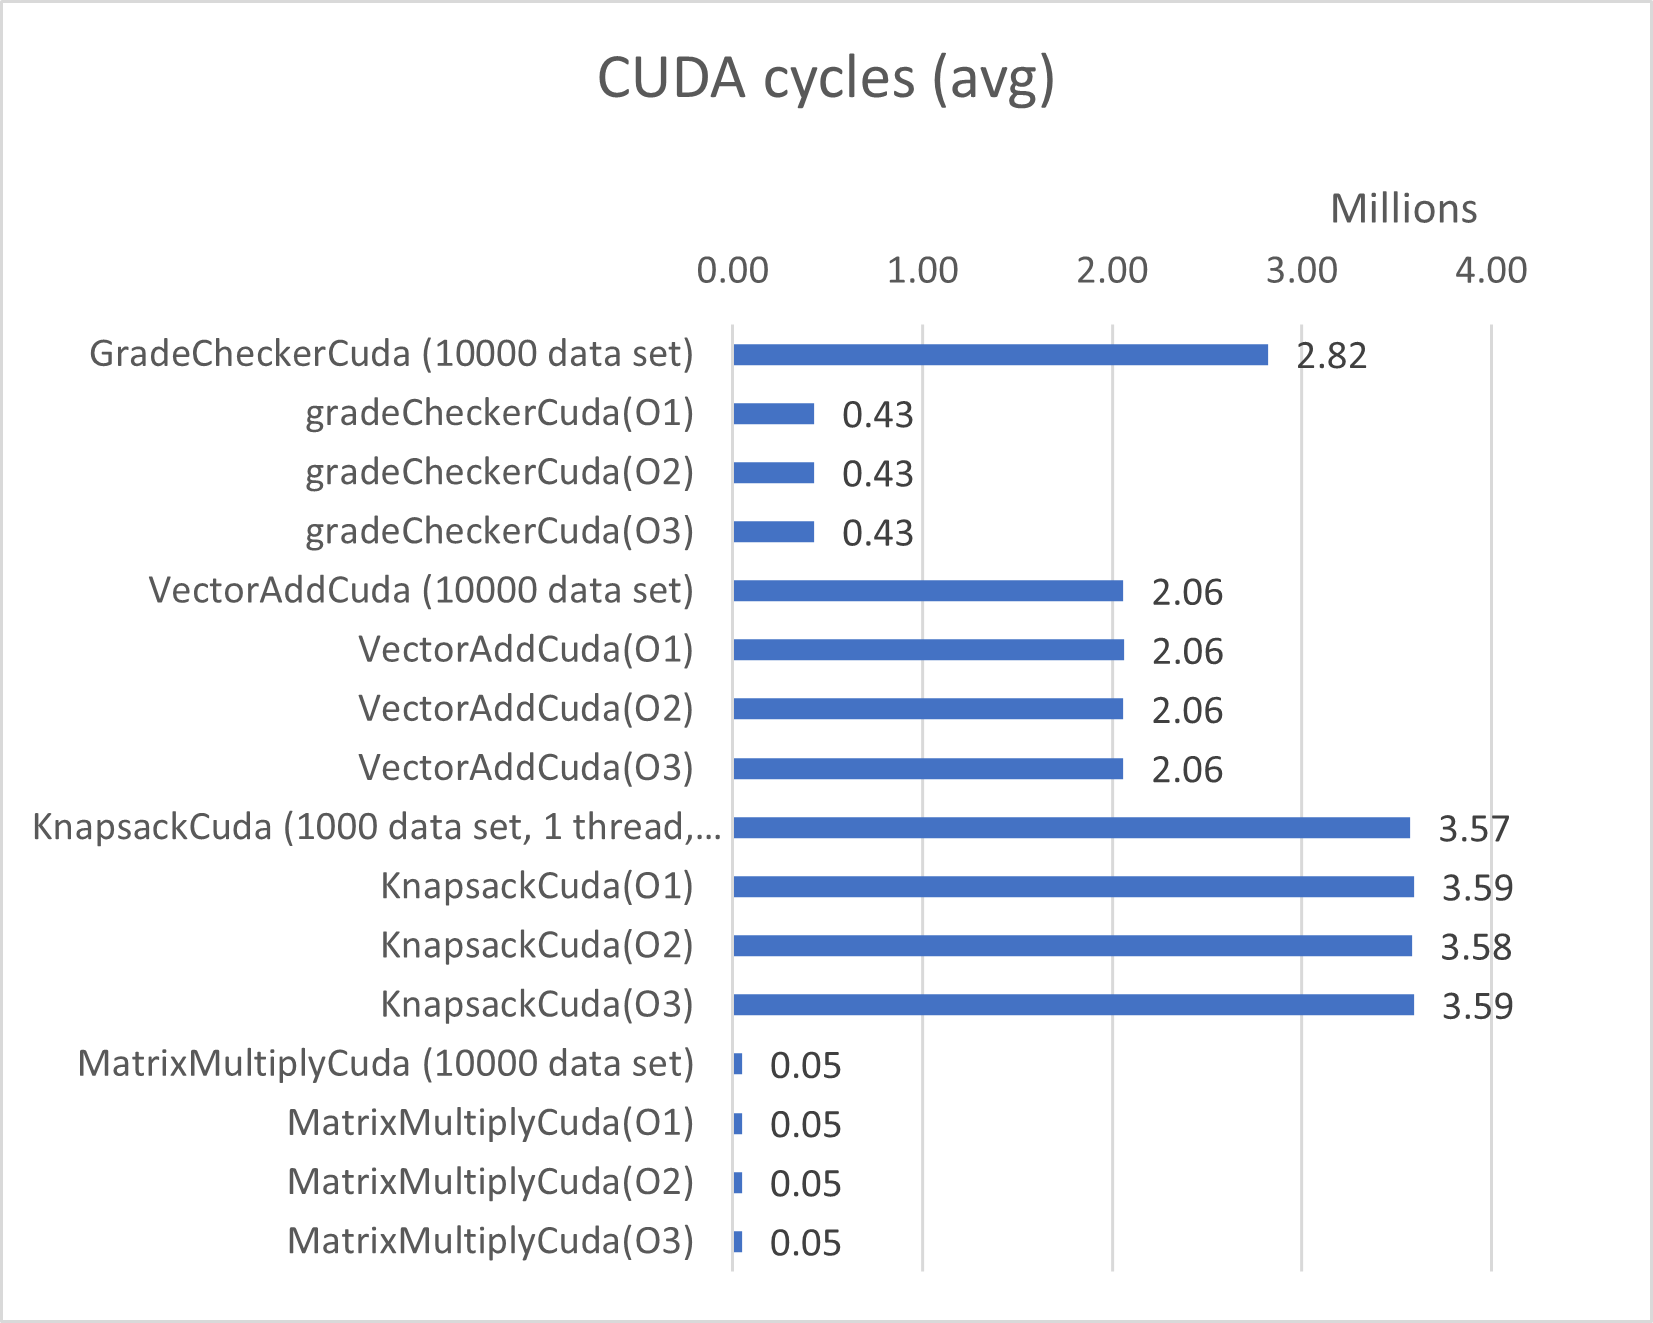 CUDA cycles (avg)
Millions
0.00 1.00 2.00 3.00 4.00
GradeCheckerCuda (10000 data set) 2.82
gradeCheckerCuda(O1) 0.43
gradeCheckerCuda(O2) 0.43
gradeCheckerCuda(O3) 0.43
VectorAddCuda (10000 data set) 2.06
VectorAddCuda(O1) 2.06
VectorAddCuda(O2) 2.06
VectorAddCuda(O3) 2.06
KnapsackCuda (1000 data set, 1 thread,... 3.57
KnapsackCuda(O1) 3.59
KnapsackCuda(O2) 3.58
KnapsackCuda(O3) 3.59
MatrixMultiplyCuda (10000 data set) 0.05
MatrixMultiplyCuda(O1) 0.05
MatrixMultiplyCuda(O2) 0.05
MatrixMultiplyCuda(O3) 0.05